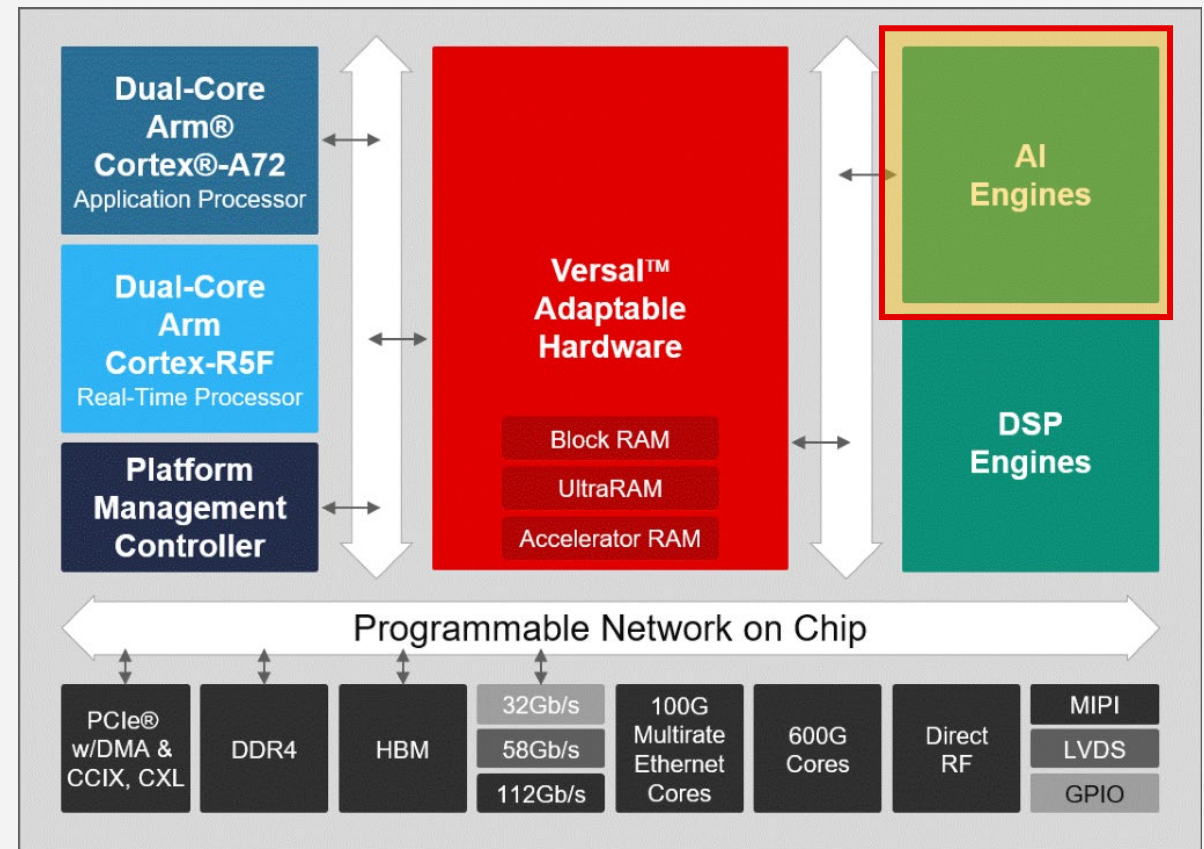 Dual-Core
Arm®
Cortex®-A72
Application Processor
Dual-Core
Arm
Cortex-R5F
Real-Time Processor
Platform
Management
Controller
Versal™
Adaptable
Hardware
Block RAM
UltraRAM
Accelerator RAM
AI
Engines
DSP
Engines
Programmable Network on Chip
PCIe®
w/DMA &
CCIX, CXL
DDR4
HBM
32Gb/s
58Gb/s
112Gb/s
100G
Multirate
Ethernet
Cores
600G
Cores
Direct
RF
MIPI
LVDS
GPIO